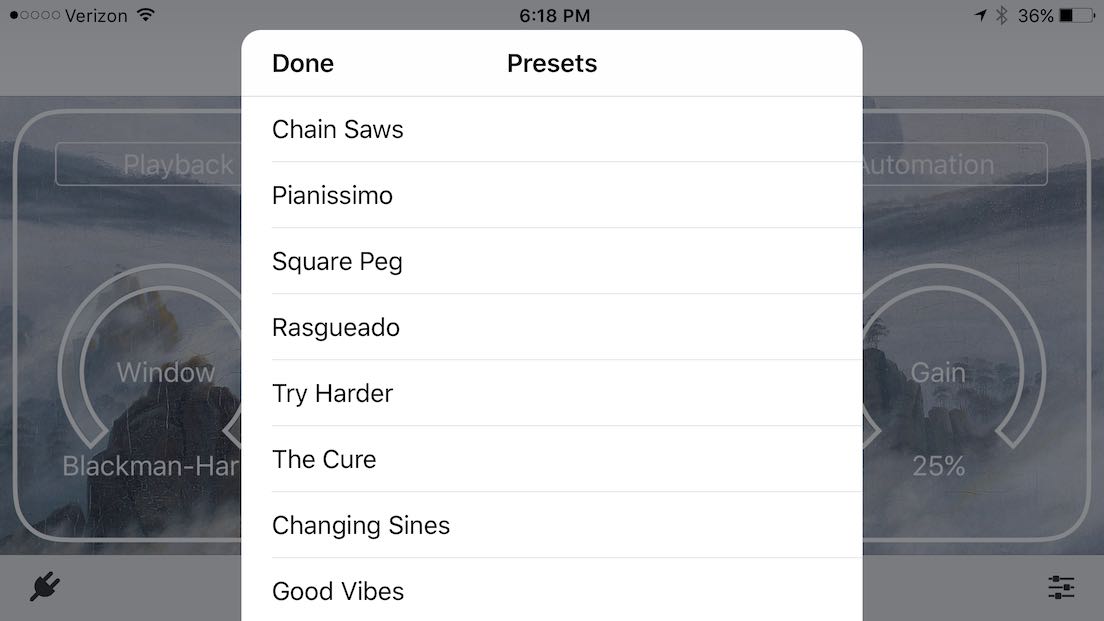 Verizon 6:18 PM 36%
Done Presets
Chain Saws
Playback Automation
Pianissimo
Square Peg
Rasgueado
Window Gain
Try Harder
The Cure
Blackman-Har 25%
Changing Sines
Good Vibes